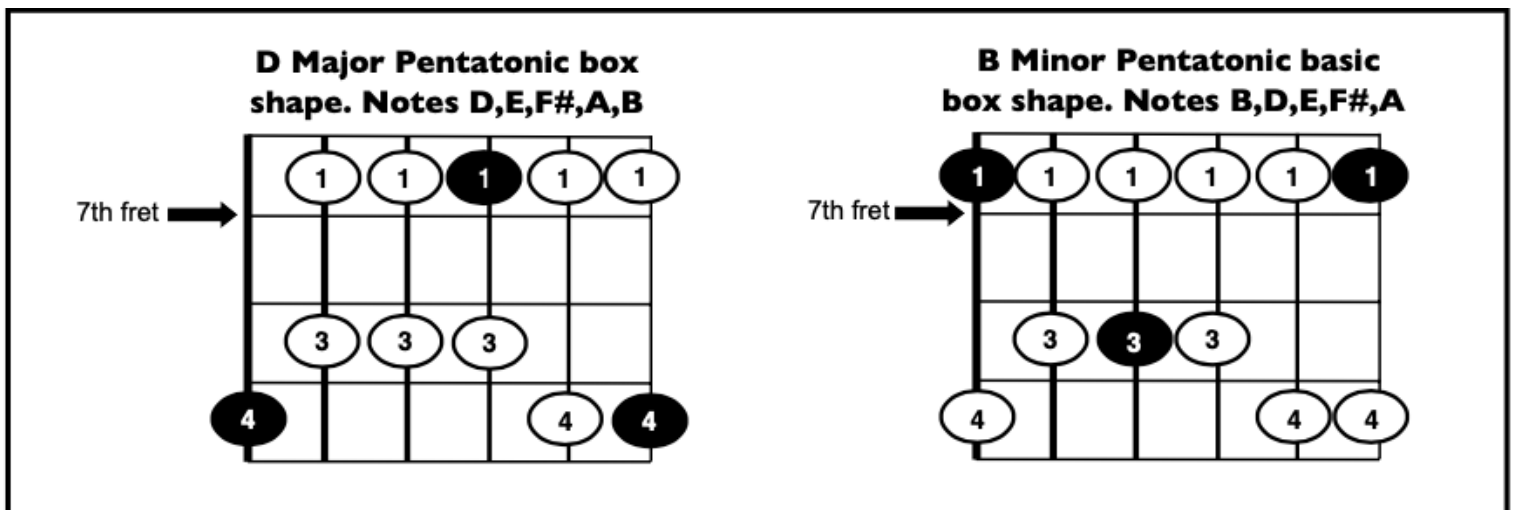 D Major Pentatonic box
shape. Notes D,E,F#,A,B
1 1 1 1 1
7th fret
3 3 3
4 4 4
B Minor Pentatonic basic
box shape. Notes B,D,E,F#,A
1 1 1 1 1 1
7th fret
3 3 3
4 4 4